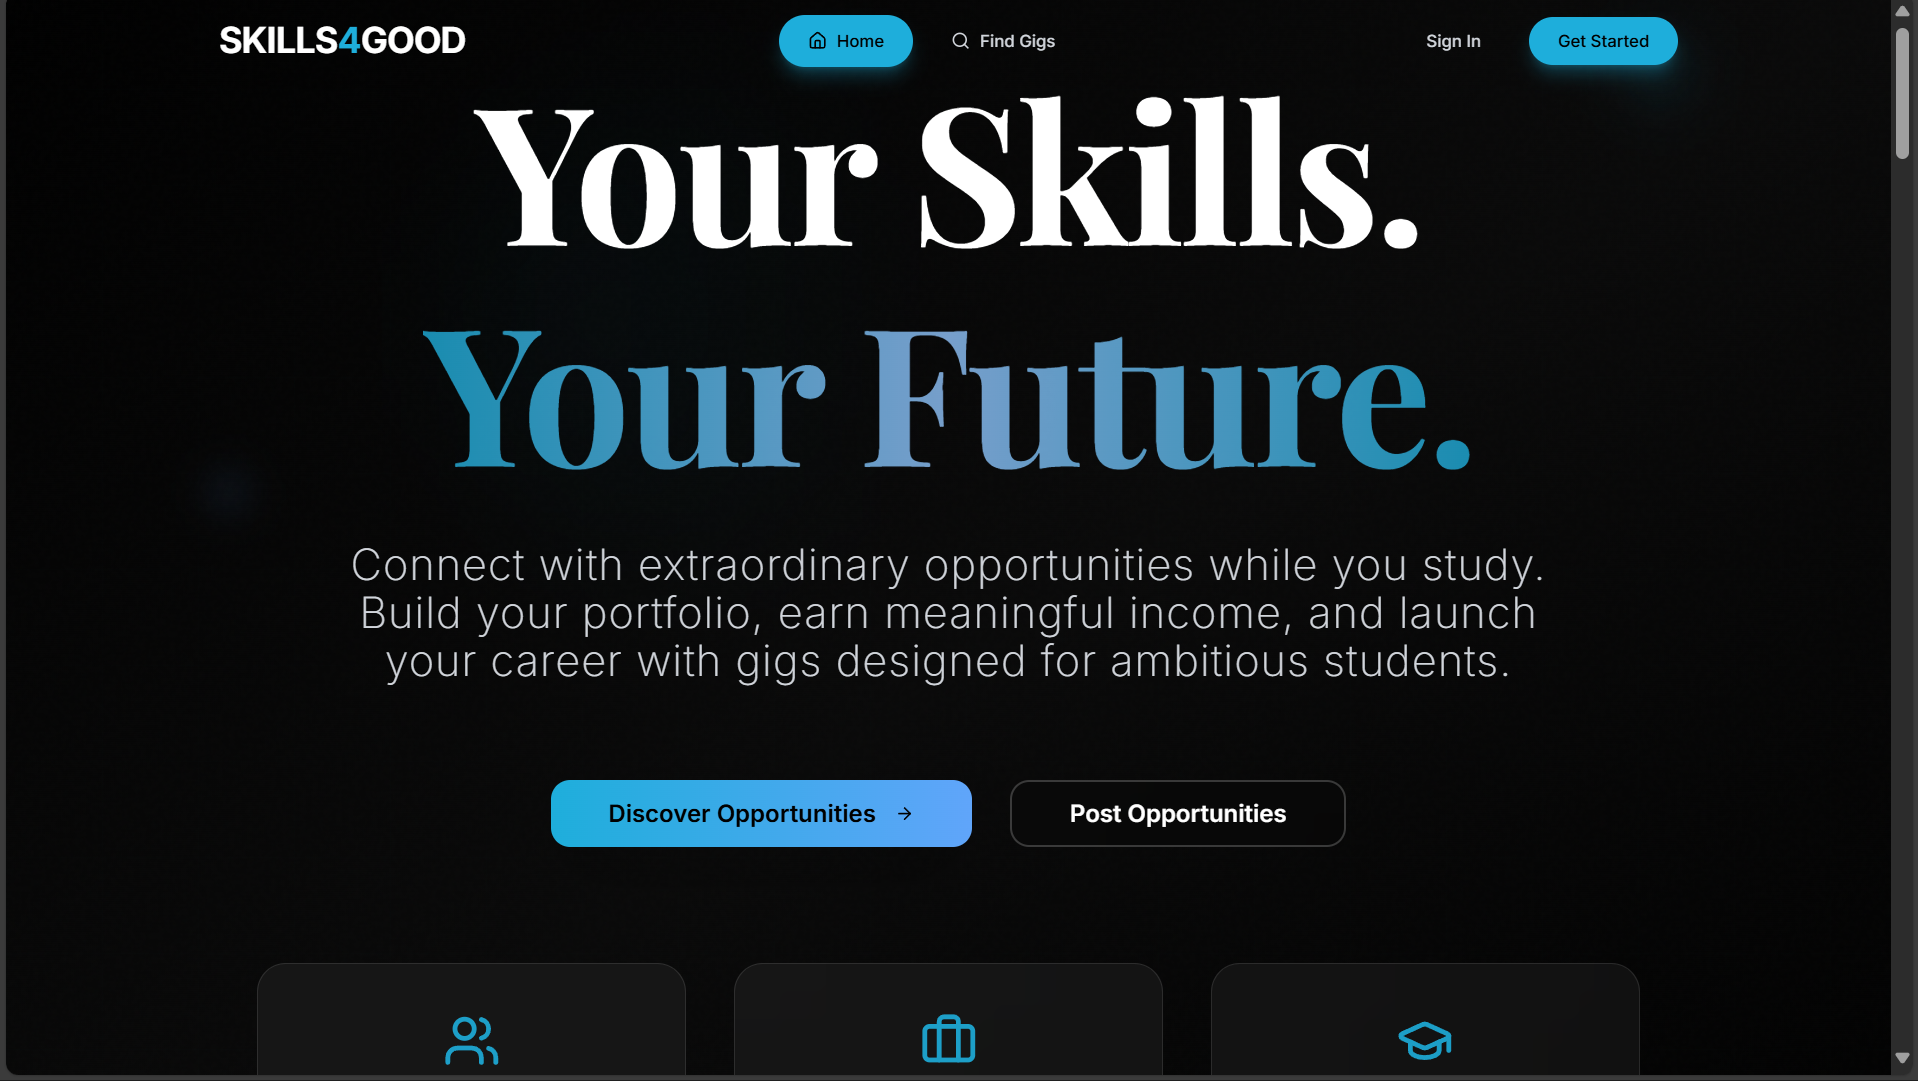 SKILLS4GOOD
Home
Find Gigs
Sign In
Get Started
Your Skills.
Your Future.
Connect with extraordinary opportunities while you study.
Build your portfolio, earn meaningful income, and launch
your career with gigs designed for ambitious students.
Discover Opportunities
Post Opportunities